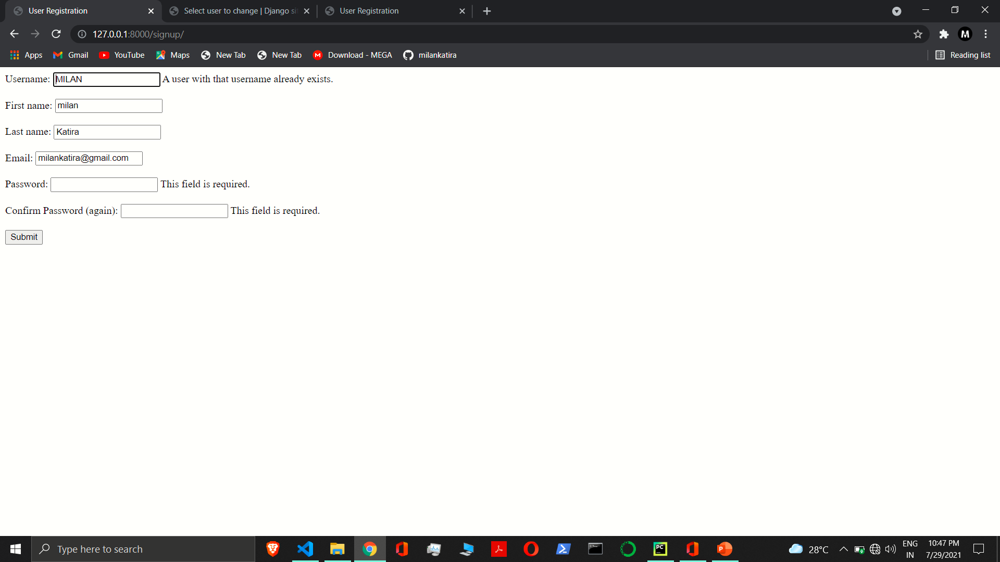 User Registration
Select user to change | Django sit
User Registration
127.0.0.1:8000/signup/
M
Apps
Gmail
YouTube
Maps
New Tab
New Tab
M Download - MEGA
milankatira
Reading list
Username: MILAN A user with that username already exists.
First name: milan
Last name: Katira
Email: milankatira@gmail.com
Password: This field is required.
Confirm Password (again): This field is required.
Submit
Type here to search
PC
P
28°C
ENG
IN
10:47 PM
7/29/2021